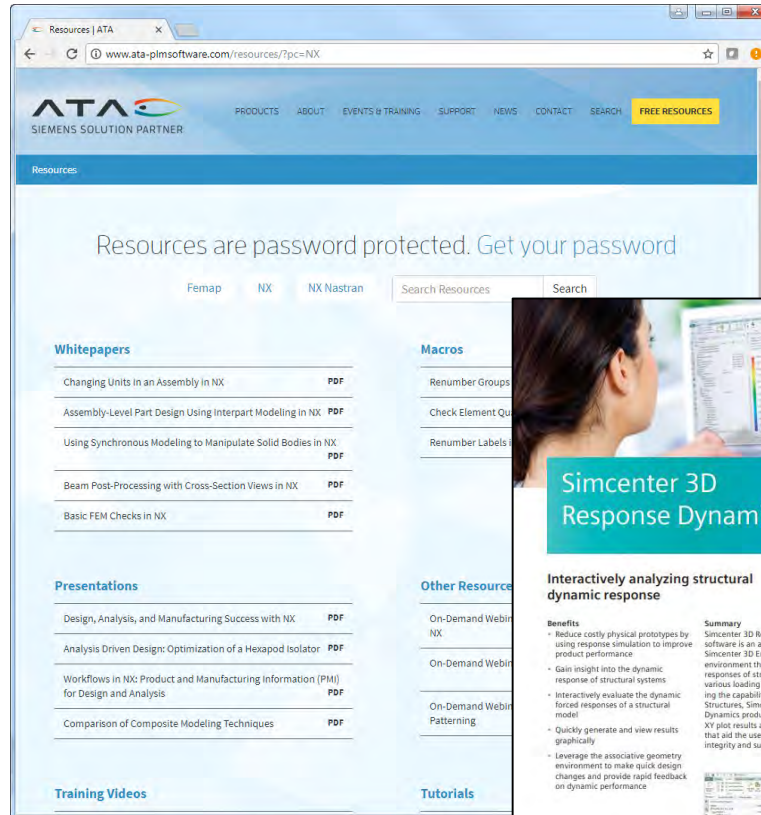 Resources | ATA
www.ata-plmsoftware.com/resources/?pc=NX
ATA
SIEMENS SOLUTION PARTNER
PRODUCTS ABOUT EVENTS & TRAINING SUPPORT NEWS CONTACT SEARCH FREE RESOURCES
Resources
Resources are password protected. Get your password
Femap NX NX Nastran Search Resources Search
Whitepapers
Changing Units in an Assembly in NX PDF
Assembly-Level Part Design Using Interpart Modeling in NX PDF
Using Synchronous Modeling to Manipulate Solid Bodies in NX
PDF
Beam Post-Processing with Cross-Section Views in NX PDF
Basic FEM Checks in NX PDF
Macros
Renumber Groups
Check Element Qu
Renumber Labels i
Presentations
Design, Analysis, and Manufacturing Success with NX PDF
Analysis Driven Design: Optimization of a Hexapod Isolator PDF
Workflows in NX: Product and Manufacturing Information (PMI)
for Design and Analysis PDF
Comparison of Composite Modeling Techniques PDF
Other Resource
On-Demand Webin
NX
On-Demand Webin
On-Demand Webin
Patterning
Training Videos
Tutorials
Simcenter 3D
Response Dynam
Interactively analyzing structural
dynamic response
Benefits
• Reduce costly physical prototypes by
using response simulation to improve
product performance
• Gain insight into the dynamic
response of structural systems
• Interactively evaluate the dynamic
forced responses of a structural
model
• Quickly generate and view results
graphically
• Leverage the associative geometry
environment to make quick design
changes and provide rapid feedback
on dynamic performance
Summary
Simcenter 3D R
software is an a
Simcenter 3D E
environment th
responses of str
various loading
ing the capabilit
Structures, Sim
Dynamics produ
XY plot results a
that aid the use
integrity and su